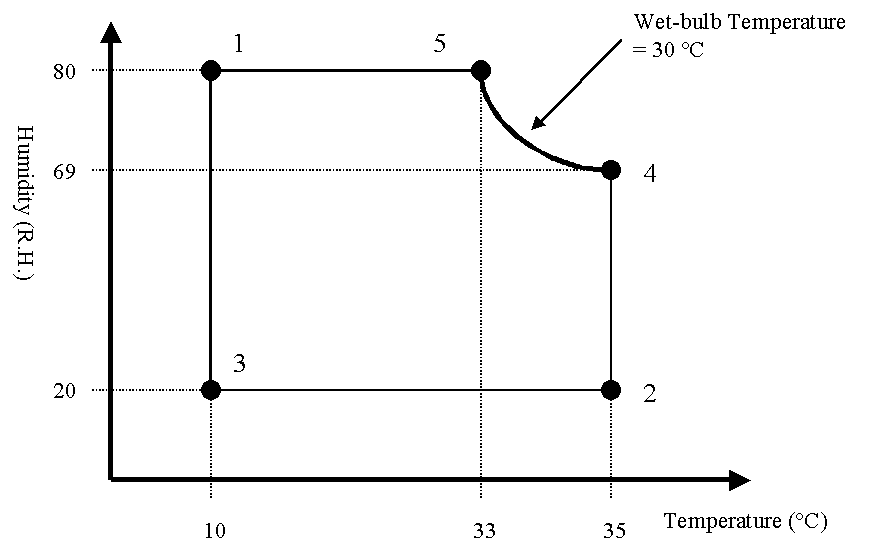 Wet-bulb Temperature
= 30 °C
1
5
80
Humidity (R.H.)
69
4
3
20
2
10
33
35
Temperature (°C)